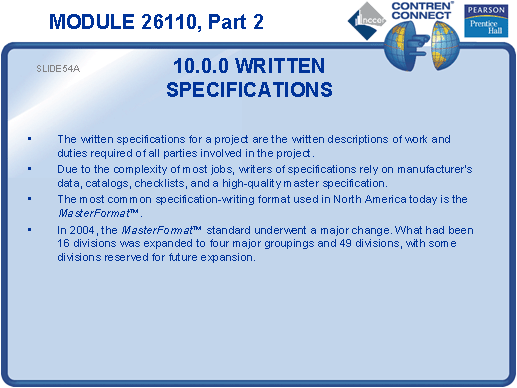 MODULE 26110, Part 2
nccer
CONTREN®
CONNECT
PEARSON
Prentice
Hall
SLIDE 54A
10.0.0 WRITTEN
SPECIFICATIONS
• The written specifications for a project are the written descriptions of work and
duties required of all parties involved in the project.
• Due to the complexity of most jobs, writers of specifications rely on manufacturer's
data, catalogs, checklists, and a high-quality master specification.
• The most common specification-writing format used in North America today is the
MasterFormat™.
• In 2004, the MasterFormat™ standard underwent a major change. What had been
16 divisions was expanded to four major groupings and 49 divisions, with some
divisions reserved for future expansion.